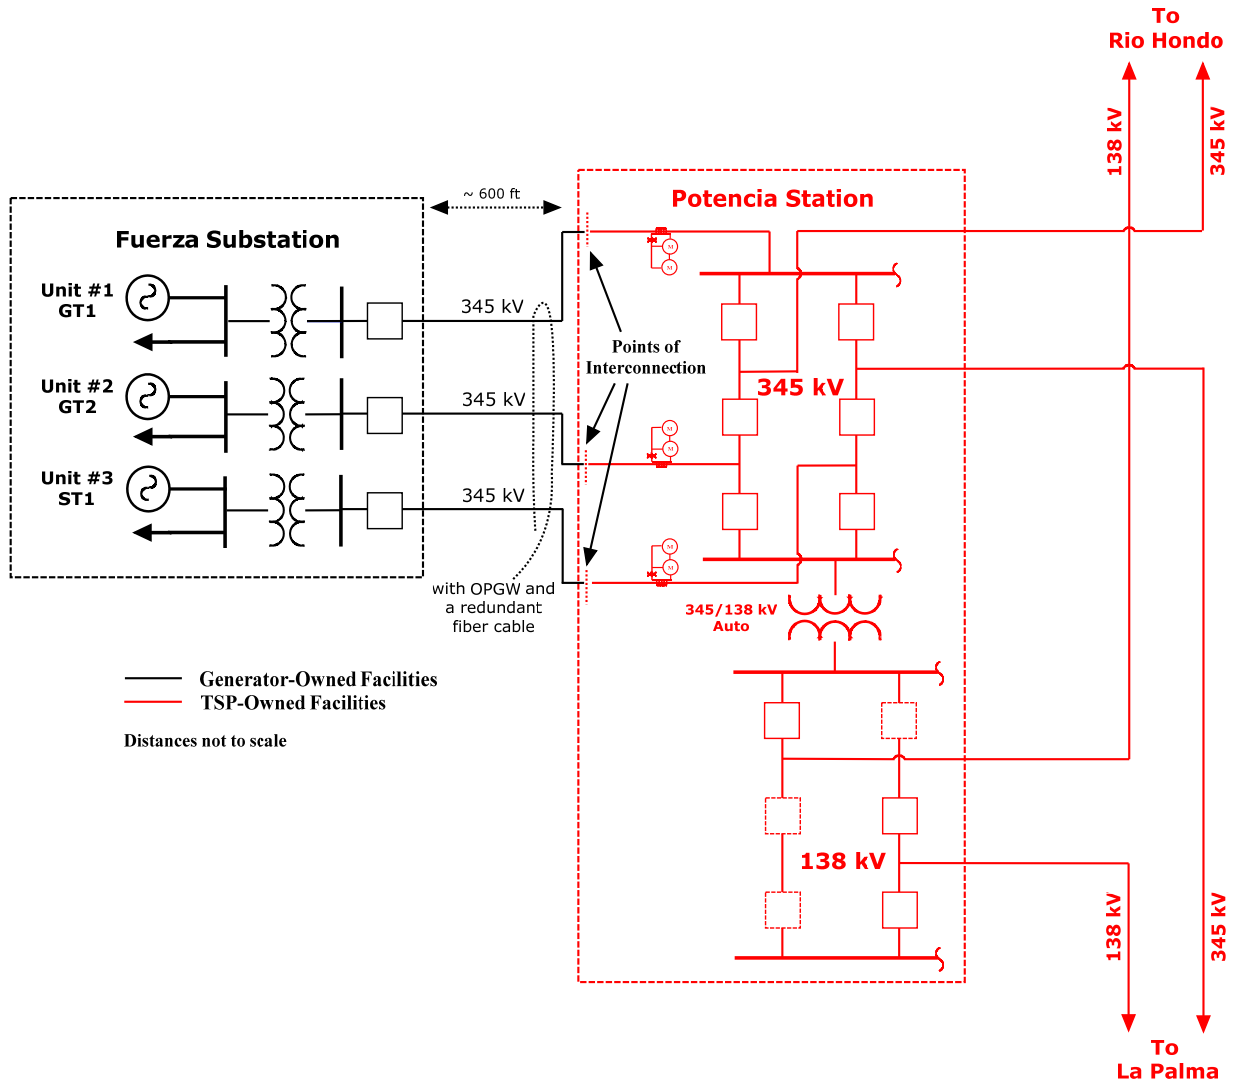 To
Rio Hondo
138 kV
345 kV
~ 600 ft
Potencia Station
Fuerza Substation
Unit #1
GT1
345 kV
M
M
Points of
Interconnection
345 kV
Unit #2
GT2
345 kV
M
M
Unit #3
ST1
345 kV
M
M
with OPGW and
a redundant
fiber cable
345/138 kV
Auto
Generator-Owned Facilities
TSP-Owned Facilities
Distances not to scale
138 kV
138 kV
345 kV
To
La Palma